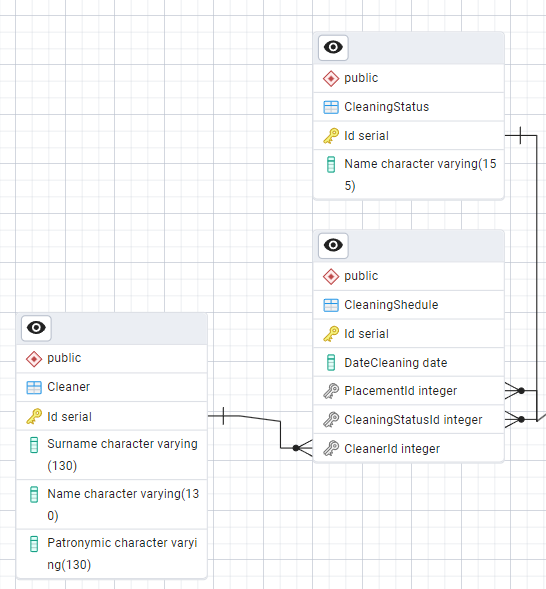 public
CleaningStatus
Id serial
Name character varying(15
5)
public
CleaningShedule
Id serial
DateCleaning date
PlacementId integer
CleaningStatusId integer
CleanerId integer
public
Cleaner
Id serial
Surname character varying
(130)
Name character varying(13
0)
Patronymic character varyi
ng(130)